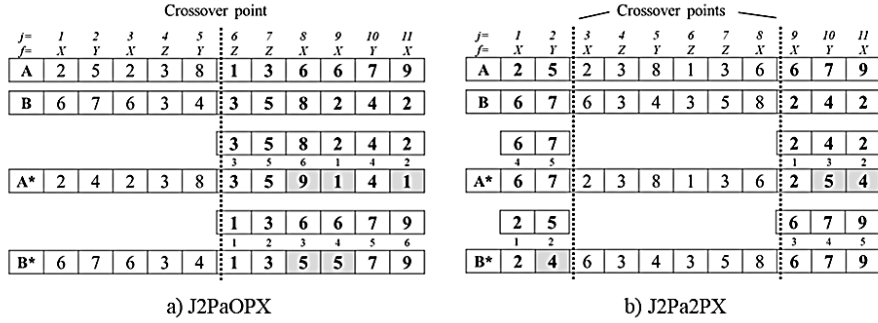 Crossover point
j= 1 2 3 4 5 6 7 8 9 10 11
f= X Y X Z Y Z Z X X Y X
A 2 5 2 3 8 1 3 6 6 7 9
B 6 7 6 3 4 3 5 8 2 4 2
3 5 8 2 4 2
3 5 6 1 4 2
A* 2 4 2 3 8 3 5 9 1 4 1
1 3 6 6 7 9
1 2 3 4 5 6
B* 6 7 6 3 4 1 3 5 5 7 9
a) J2PaOPX
Crossover points
j= 1 2 3 4 5 6 7 8 9 10 11
f= X Y X Z Y Z Z X X Y X
A 2 5 2 3 8 1 3 6 6 7 9
B 6 7 6 3 4 3 5 8 2 4 2
6 7 2 4 2
4 5 1 3 2
A* 6 7 2 3 8 1 3 6 2 5 4
2 5 6 7 9
1 2 3 4 5
B* 2 4 6 3 4 3 5 8 6 7 9
b) J2Pa2PX